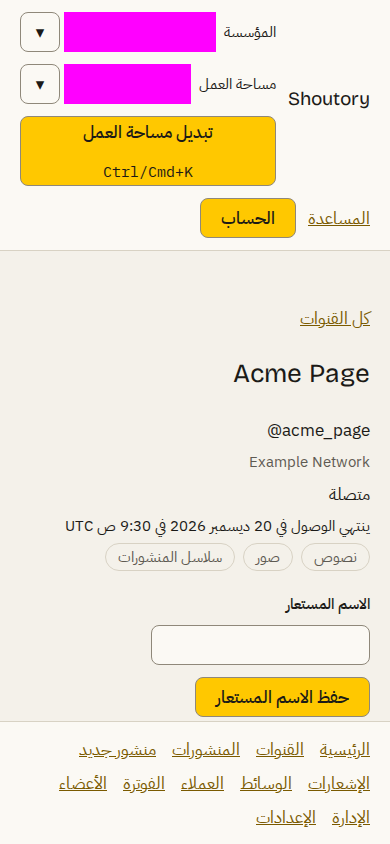 المؤسسة
▼
مساحة العمل
▼
Shoutory
تبديل مساحة العمل
Ctrl/Cmd+K
المساعدة
الحساب
كل القنوات
Acme Page
@acme_page
Example Network
متصلة
ينتهي الوصول في 20 ديسمبر 2026 في 9:30 ص UTC
نصوص صور سلاسل المنشورات
الاسم المستعار
حفظ الاسم المستعار
الرئيسية القنوات المنشورات منشور جديد
الإشعارات الوسائط العملاء الفوترة الأعضاء
الإدارة الإعدادات